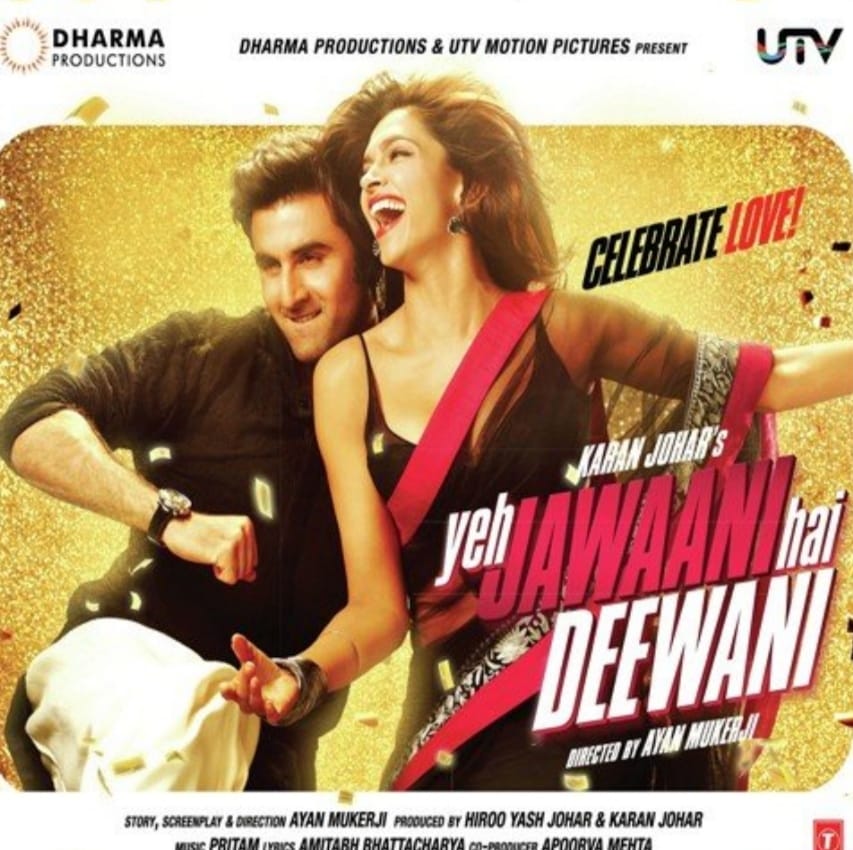 DHARMA
PRODUCTIONS
DHARMA PRODUCTIONS & UTV MOTION PICTURES PRESENT
UTV
CELEBRATE LOVE!
KARAN JOHAR'S
yeh JAWAANI hai
DEEWANI
DIRECTED BY AYAN MUKERJI
STORY, SCREENPLAY & DIRECTION AYAN MUKERJI PRODUCED BY HIROO YASH JOHAR & KARAN JOHAR
MUSIC PRITAM LYRICS AMITABH BHATTACHARYA CO-PRODUCER APOORVA MEHTA
T